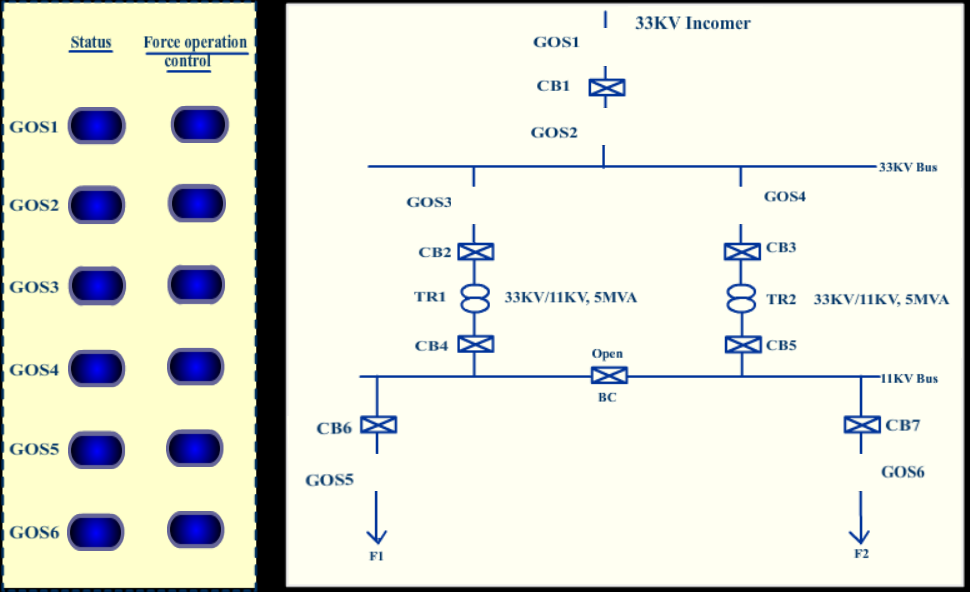 Status
Force operation
control
GOS1
GOS2
GOS3
GOS4
GOS5
GOS6
33KV Incomer
GOS1
CB1
GOS2
33KV Bus
GOS3
GOS4
CB2
CB3
TR1
33KV/11KV, 5MVA
TR2
33KV/11KV, 5MVA
CB4
CB5
Open
BC
11KV Bus
CB6
CB7
GOS5
GOS6
F1
F2